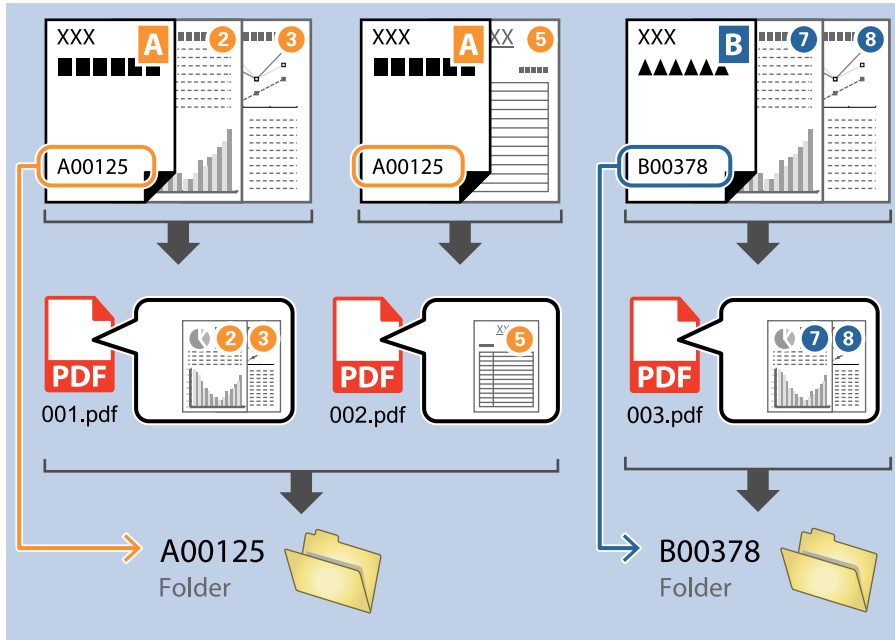 XXX A 2 3
A00125
XXX A XX 5
A00125
XXX B 7 8
B00378
PDF 2 3
001.pdf
PDF XY 5
002.pdf
PDF 7 8
003.pdf
A00125
Folder
B00378
Folder